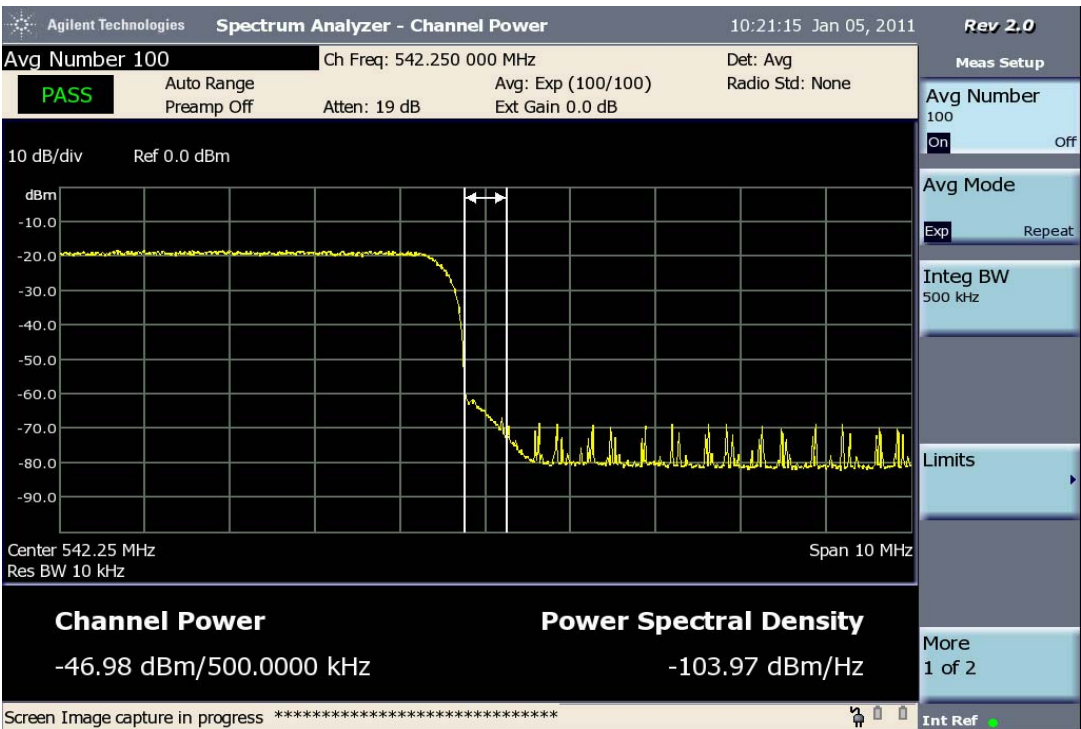 Agilent Technologies Spectrum Analyzer - Channel Power 10:21:15 Jan 05, 2011 Rev 2.0
Avg Number 100 Ch Freq: 542.250 000 MHz Det: Avg
PASS Auto Range Avg: Exp (100/100) Radio Std: None
Preamp Off Atten: 19 dB Ext Gain 0.0 dB
10 dB/div Ref 0.0 dBm
dBm
-10.0
-20.0
-30.0
-40.0
-50.0
-60.0
-70.0
-80.0
-90.0
Center 542.25 MHz Span 10 MHz
Res BW 10 kHz
Channel Power Power Spectral Density
-46.98 dBm/500.0000 kHz -103.97 dBm/Hz
Screen Image capture in progress ******************************
Meas Setup
Avg Number
100
On Off
Avg Mode
Exp Repeat
Integ BW
500 kHz
Limits
More
1 of 2
Int Ref